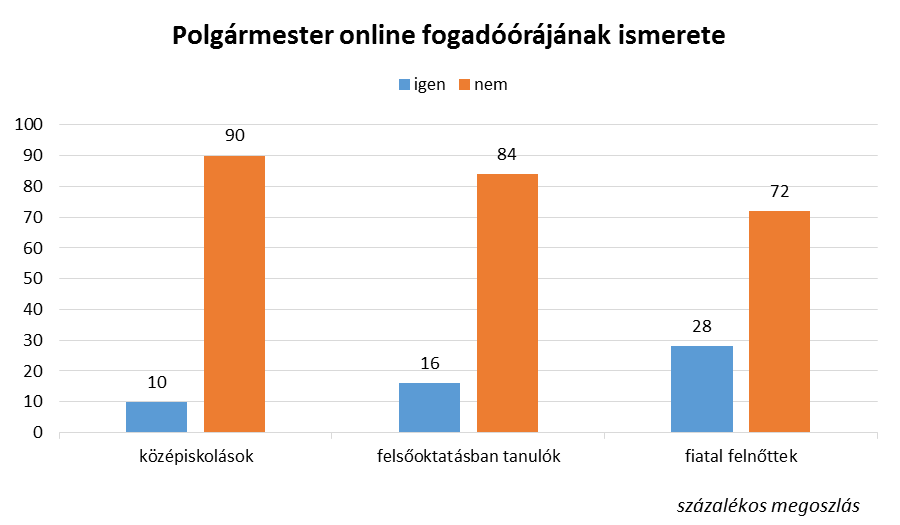 Polgármester online fogadóórájának ismerete
igen nem
100
90
80
70
60
50
40
30
20
10
0
10 90 16 84 28 72
középiskolások felsőoktatásban tanulók fiatal felnőttek
százalékos megoszlás